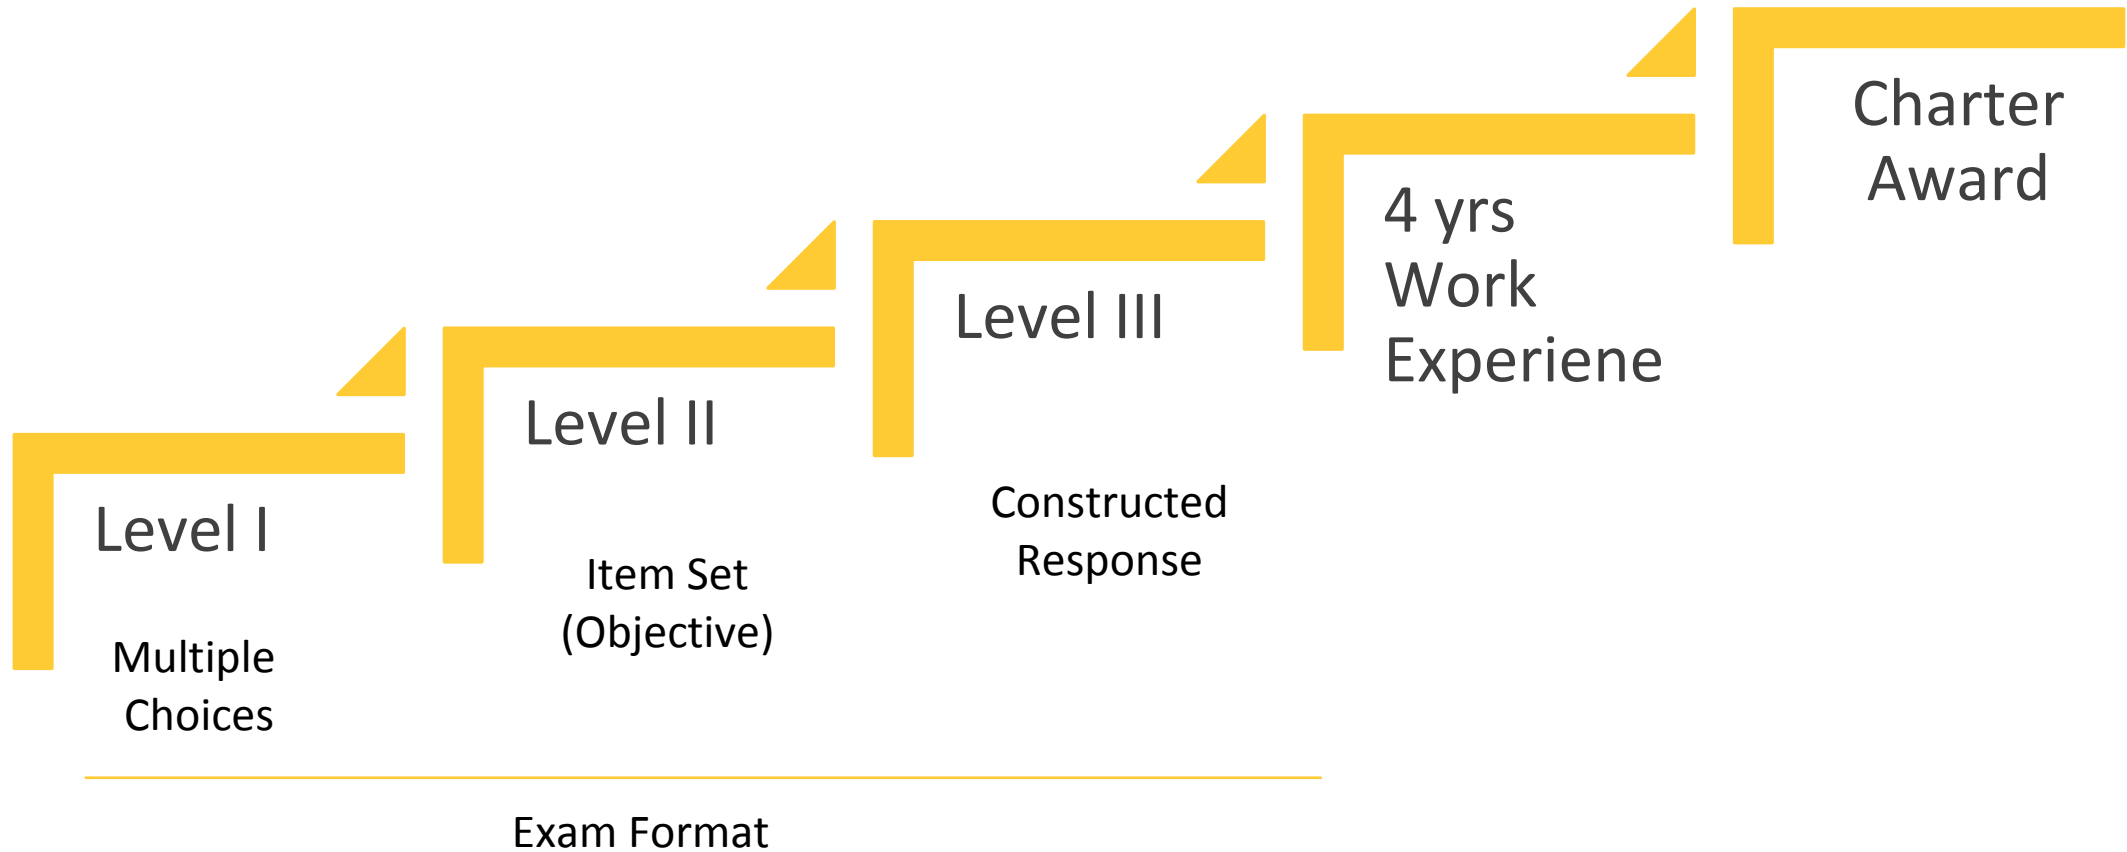 Level I
Multiple
Choices
Level II
Item Set
(Objective)
Level III
Constructed
Response
4 yrs
Work
Experiene
Charter
Award
Exam Format